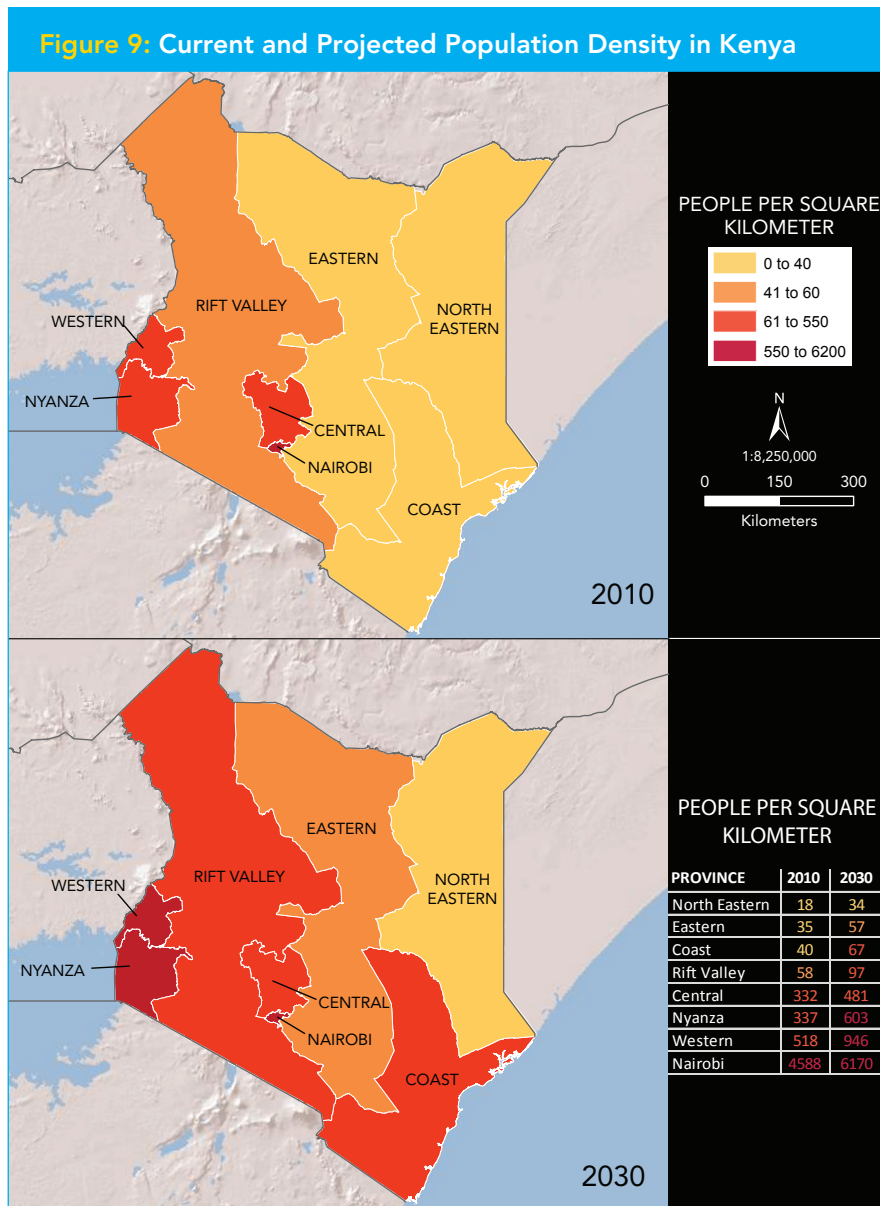 Figure 9: Current and Projected Population Density in Kenya
EASTERN
RIFT VALLEY
NORTH
EASTERN
WESTERN
NYANZA
CENTRAL
NAIROBI
COAST
2010
PEOPLE PER SQUARE
KILOMETER
0 to 40
41 to 60
61 to 550
550 to 6200
N
1:8,250,000
0 150 300
Kilometers
EASTERN
RIFT VALLEY
WESTERN
NORTH
EASTERN
NYANZA
CENTRAL
NAIROBI
COAST
2030
PEOPLE PER SQUARE
KILOMETER
PROVINCE 2010 2030
North Eastern 18 34
Eastern 35 57
Coast 40 67
Rift Valley 58 97
Central 332 481
Nyanza 337 603
Western 518 946
Nairobi 4588 6170